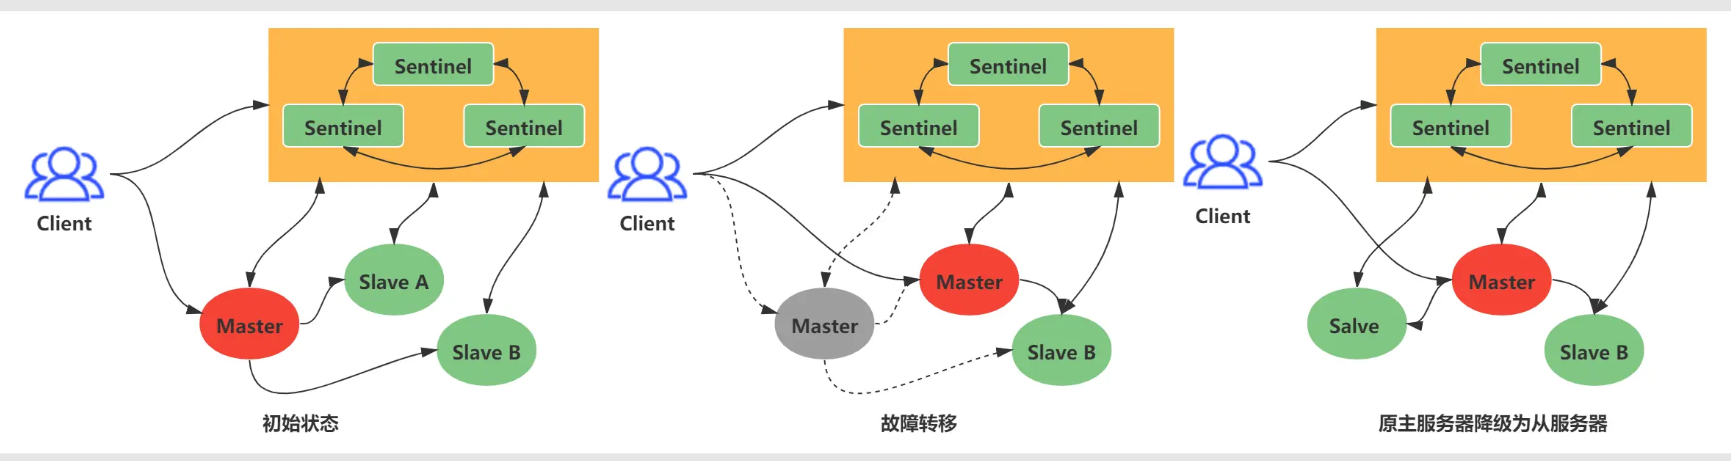 Sentinel
Sentinel
Sentinel
Client
Master
Slave A
Slave B
初始状态
Sentinel
Sentinel
Sentinel
Client
Master
Master
Slave B
故障转移
Sentinel
Sentinel
Sentinel
Client
Master
Salve
Slave B
原主服务器降级为从服务器